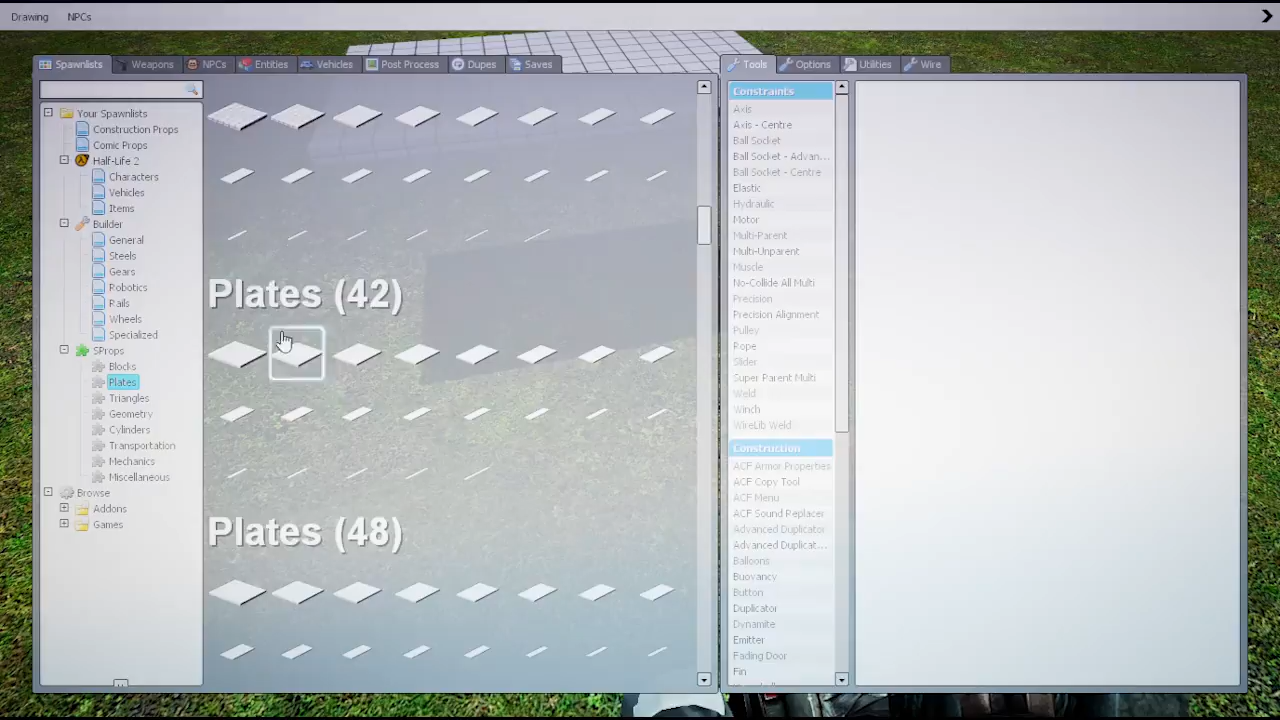 Drawing NPCs
Spawnlists Weapons NPCs Entities Vehicles Post Process Dupes Saves
Your Spawnlists
Construction Props
Comic Props
Half-Life 2
Characters
Vehicles
Items
Builder
General
Steels
Gears
Robotics
Rails
Wheels
Specialized
SProps
Blocks
Plates
Triangles
Geometry
Cylinders
Transportation
Mechanics
Miscellaneous
Browse
Addons
Games
Plates (42)
Plates (48)
Tools Options Utilities Wire
Constraints
Axis
Axis - Centre
Ball Socket
Ball Socket - Advan...
Ball Socket - Centre
Elastic
Hydraulic
Motor
Multi-Parent
Multi-Unparent
Muscle
No-Collide All Multi
Precision
Precision Alignment
Pulley
Rope
Slider
Super Parent Multi
Weld
Winch
WireLib Weld
Construction
ACF Armor Properties
ACF Copy Tool
ACF Menu
ACF Sound Replacer
Advanced Duplicator
Advanced Duplicat...
Balloons
Buoyancy
Button
Duplicator
Dynamite
Emitter
Fading Door
Fin